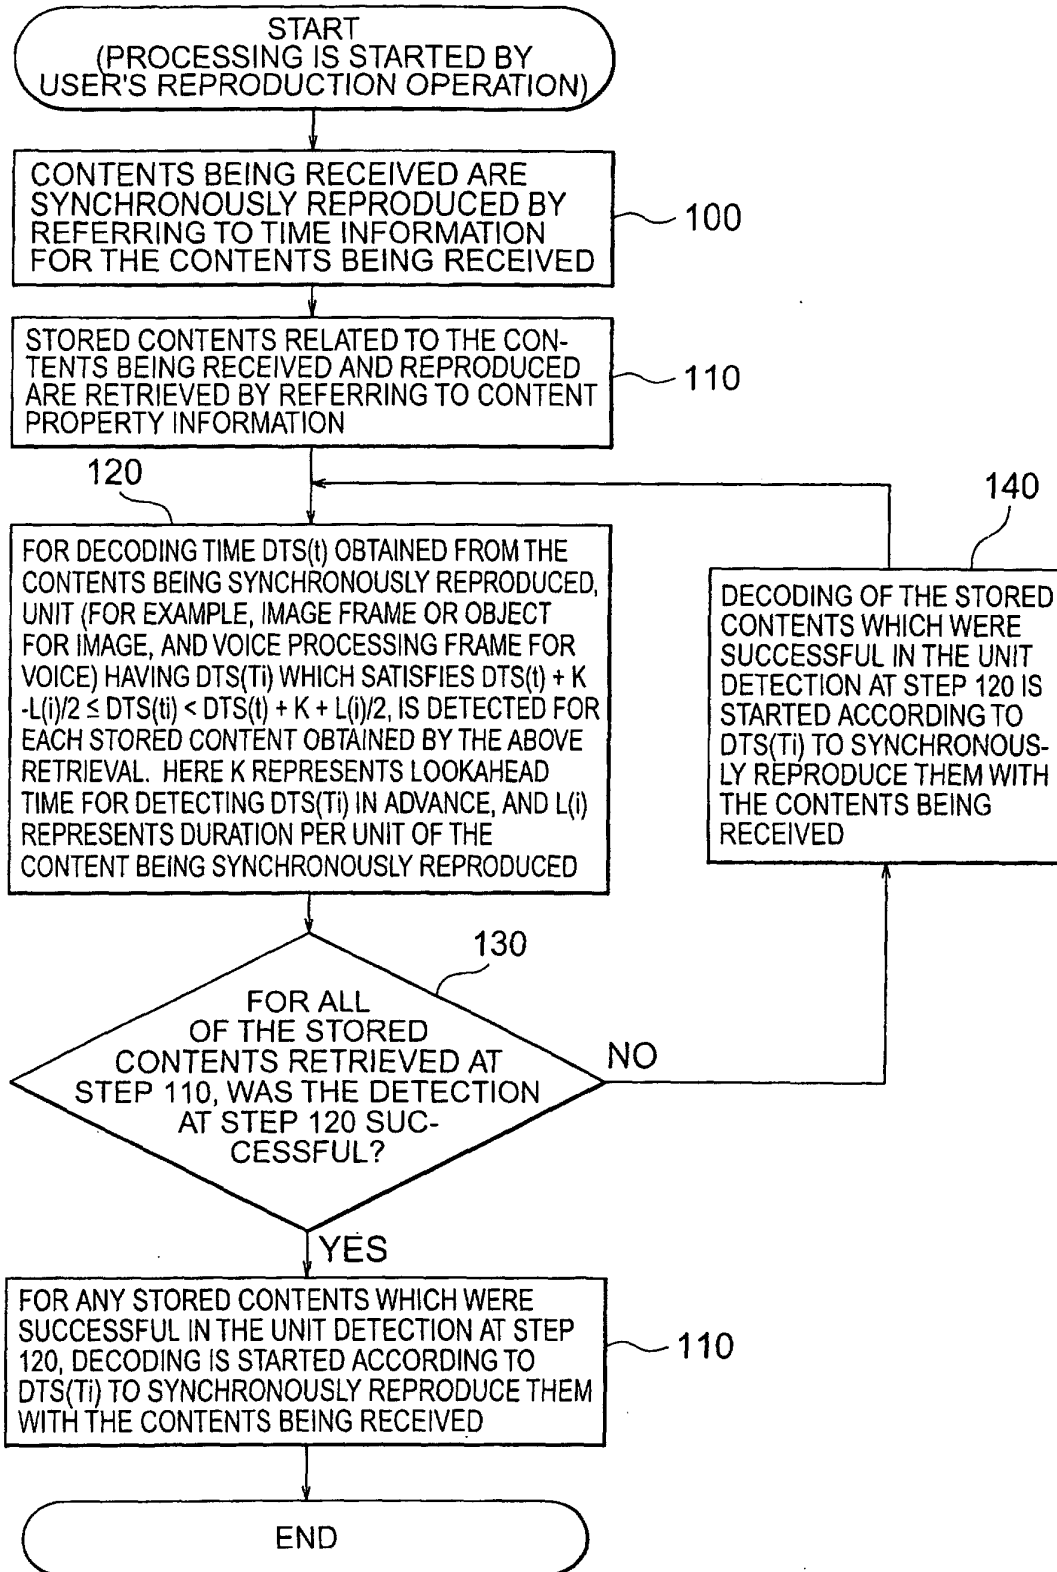 START
(PROCESSING IS STARTED BY
USER'S REPRODUCTION OPERATION)
CONTENTS BEING RECEIVED ARE
SYNCHRONOUSLY REPRODUCED BY
REFERRING TO TIME INFORMATION
FOR THE CONTENTS BEING RECEIVED
100
STORED CONTENTS RELATED TO THE CON-
TENTS BEING RECEIVED AND REPRODUCED
ARE RETRIEVED BY REFERRING TO CONTENT
PROPERTY INFORMATION
110
120
FOR DECODING TIME DTS(t) OBTAINED FROM THE
CONTENTS BEING SYNCHRONOUSLY REPRODUCED,
UNIT (FOR EXAMPLE, IMAGE FRAME OR OBJECT
FOR IMAGE, AND VOICE PROCESSING FRAME FOR
VOICE) HAVING DTS(Ti) WHICH SATISFIES DTS(t) + K
-L(i)/2 ≤ DTS(ti) < DTS(t) + K + L(i)/2, IS DETECTED FOR
EACH STORED CONTENT OBTAINED BY THE ABOVE
RETRIEVAL. HERE K REPRESENTS LOOKAHEAD
TIME FOR DETECTING DTS(Ti) IN ADVANCE, AND L(i)
REPRESENTS DURATION PER UNIT OF THE
CONTENT BEING SYNCHRONOUSLY REPRODUCED
140
DECODING OF THE STORED
CONTENTS WHICH WERE
SUCCESSFUL IN THE UNIT
DETECTION AT STEP 120 IS
STARTED ACCORDING TO
DTS(Ti) TO SYNCHRONOUS-
LY REPRODUCE THEM WITH
THE CONTENTS BEING
RECEIVED
130
FOR ALL
OF THE STORED
CONTENTS RETRIEVED AT
STEP 110, WAS THE DETECTION
AT STEP 120 SUC-
CESSFUL?
NO
YES
FOR ANY STORED CONTENTS WHICH WERE
SUCCESSFUL IN THE UNIT DETECTION AT STEP
120, DECODING IS STARTED ACCORDING TO
DTS(Ti) TO SYNCHRONOUSLY REPRODUCE THEM
WITH THE CONTENTS BEING RECEIVED
110
END